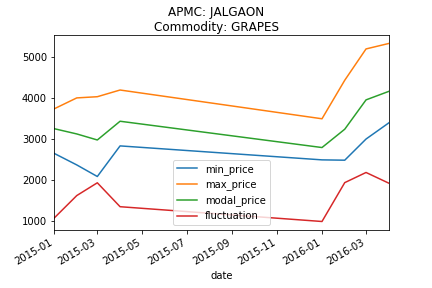 APMC: JALGAON
Commodity: GRAPES
5000
4000
3000
2000
1000
min_price
max_price
modal_price
fluctuation
2015-01
2015-03
2015-05
2015-07
2015-09
2015-11
2016-01
2016-03
date